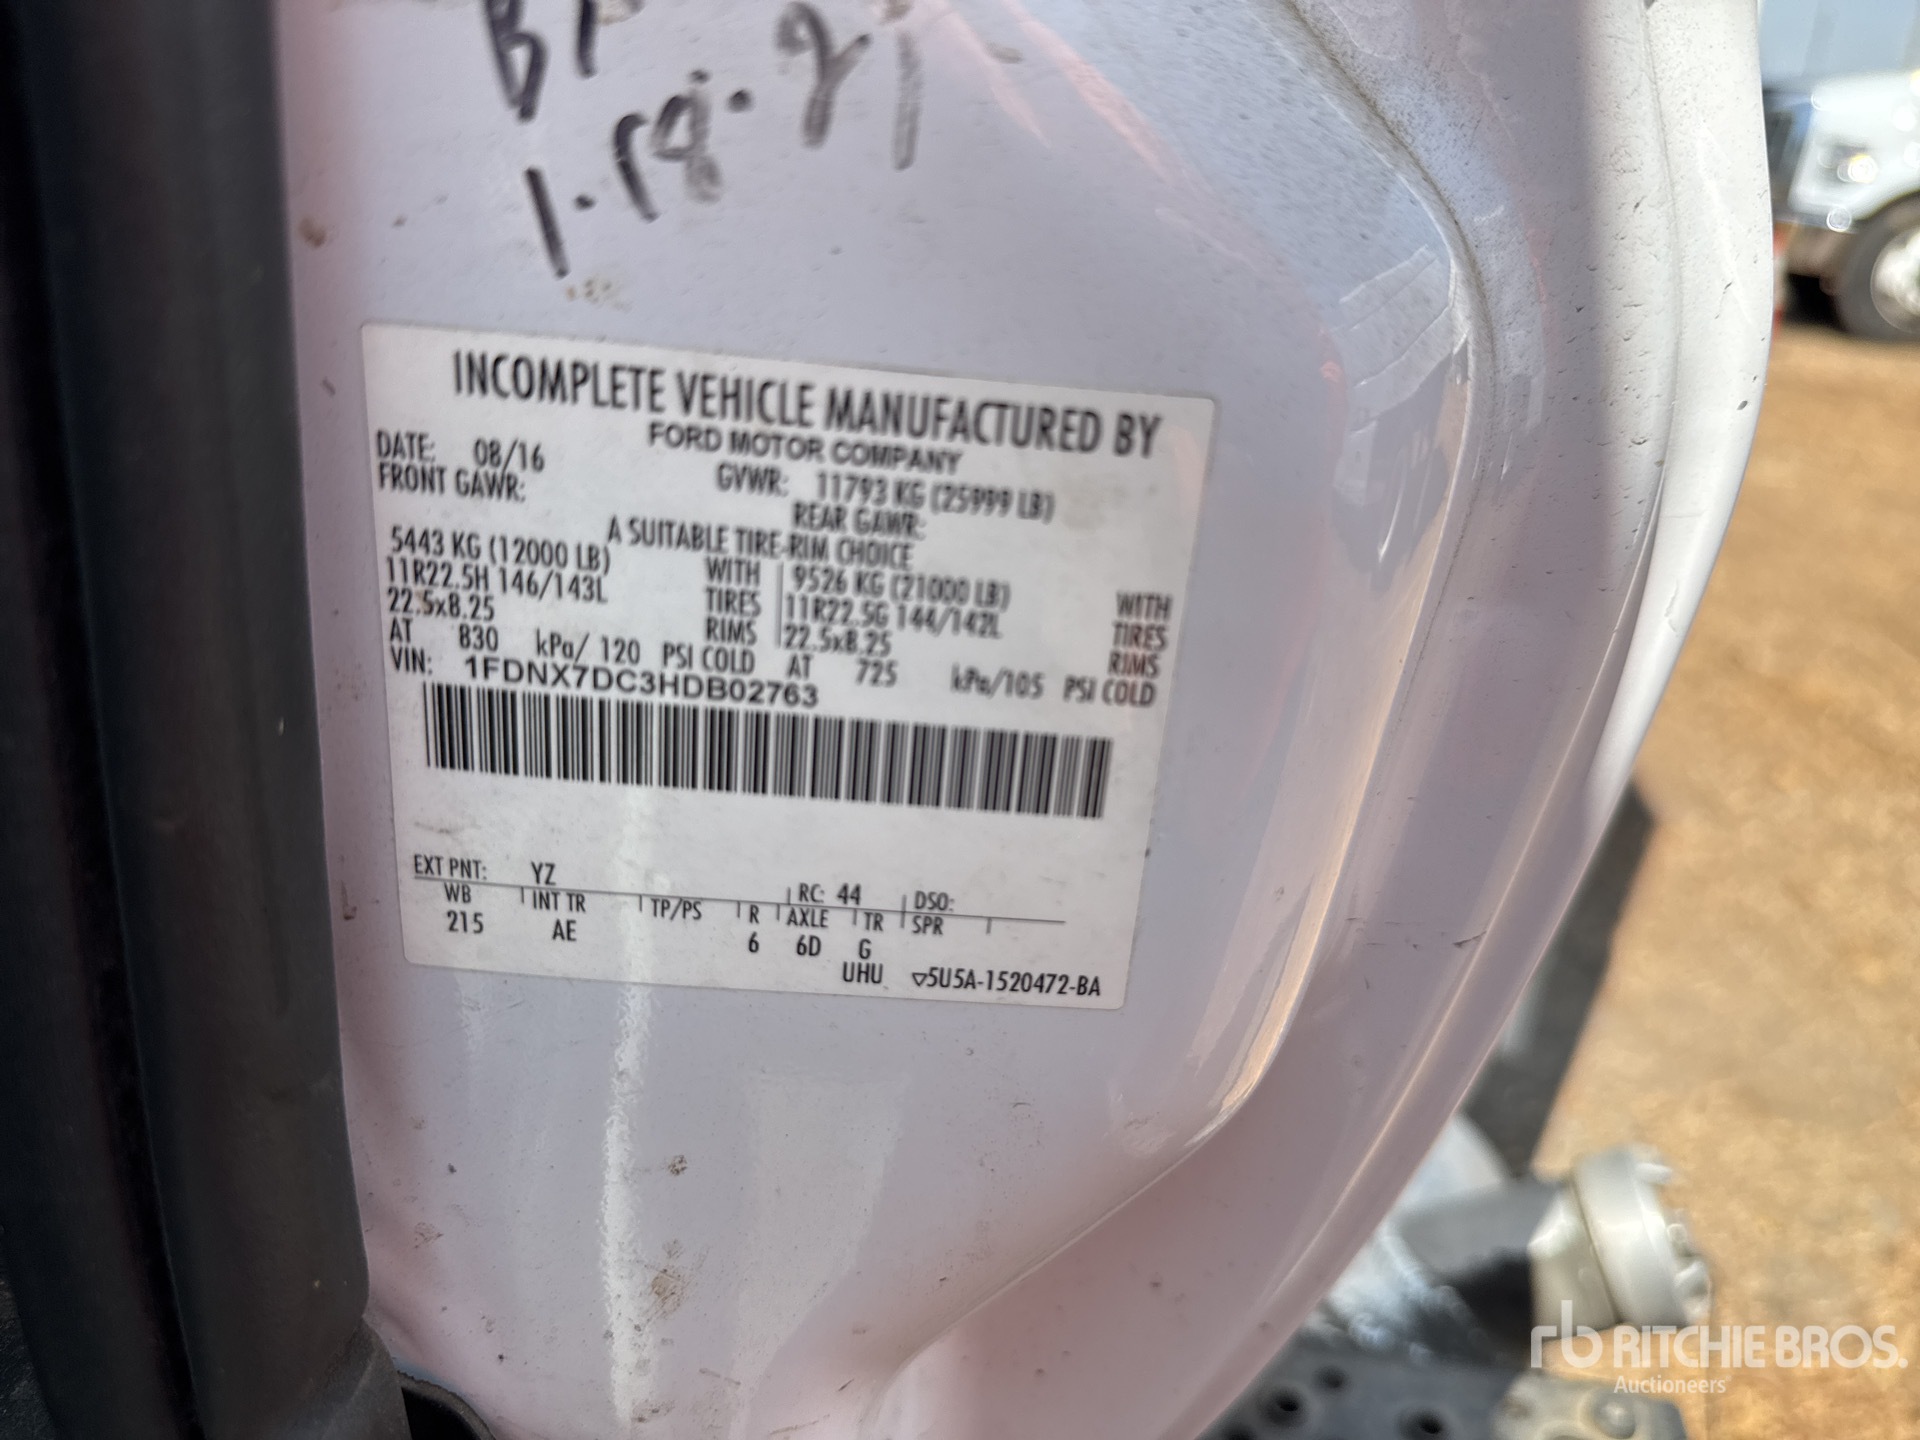 B1
1.18.21
INCOMPLETE VEHICLE MANUFACTURED BY
FORD MOTOR COMPANY
DATE: 08/16 GVWR: 11793 KG (25999 LB)
FRONT GAWR: REAR GAWR:
A SUITABLE TIRE-RIM CHOICE
5443 KG (12000 LB) WITH 9526 KG (21000 LB) WITH
11R22.5H 146/143L TIRES 11R22.5G 144/142L TIRES
22.5x8.25 RIMS 22.5x8.25 RIMS
AT 830 kPa/ 120 PSI COLD AT 725 kPa/105 PSI COLD
VIN: 1FDNX7DC3HDB02763
EXT PNT: YZ RC: 44 DSO:
WB INT TR TP/PS R AXLE TR SPR
215 AE 6 6D G
UHU ▽5U5A-1520472-BA
rb RITCHIE BROS.
Auctioneers